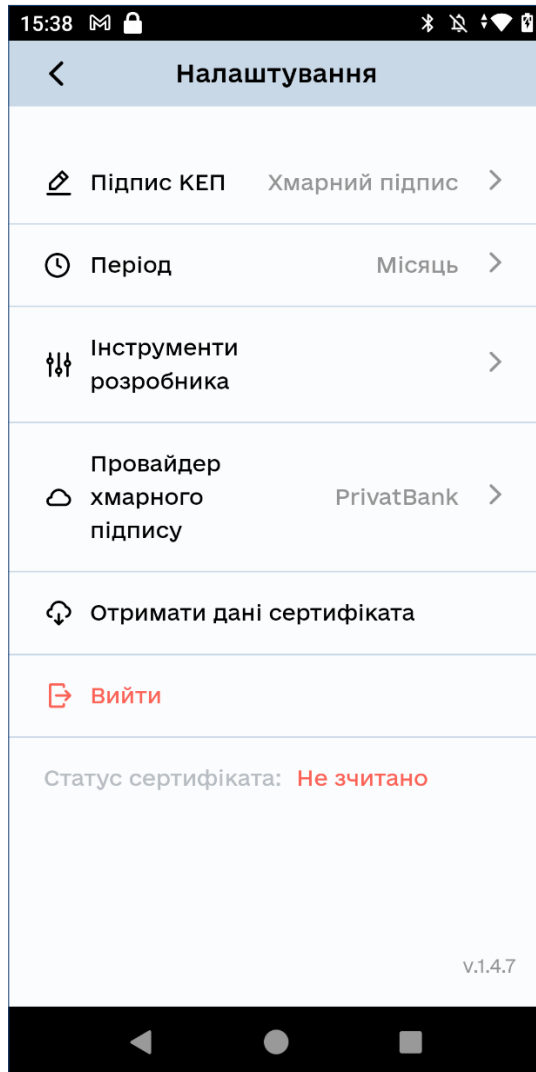 15:38
Налаштування
Підпис КЕП Хмарний підпис
Період Місяць
Інструменти
розробника
Провайдер
хмарного PrivatBank
підпису
Отримати дані сертифіката
Вийти
Статус сертифіката: Не зчитано
v.1.4.7